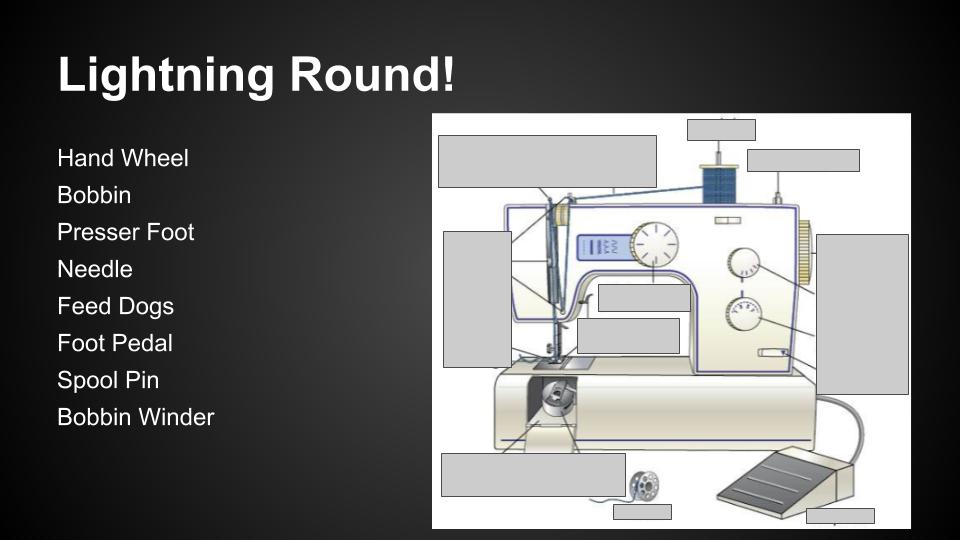 Lightning Round!
Hand Wheel
Bobbin
Presser Foot
Needle
Feed Dogs
Foot Pedal
Spool Pin
Bobbin Winder